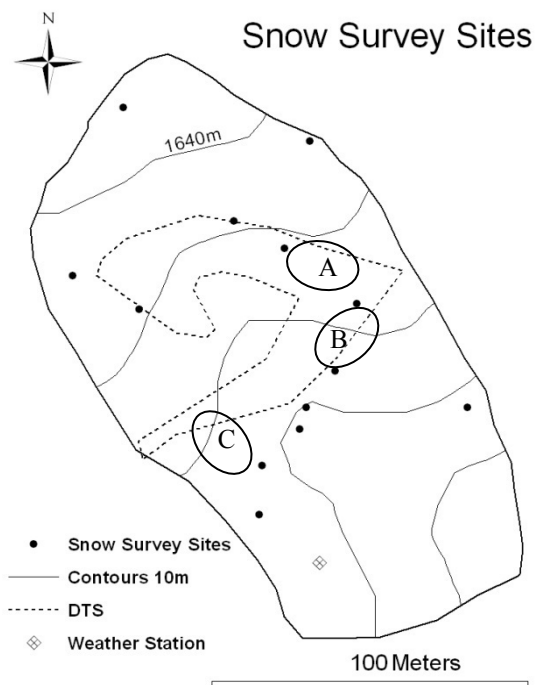 Snow Survey Sites
N
1640m
A
B
C
Snow Survey Sites
Contours 10m
DTS
Weather Station
100 Meters